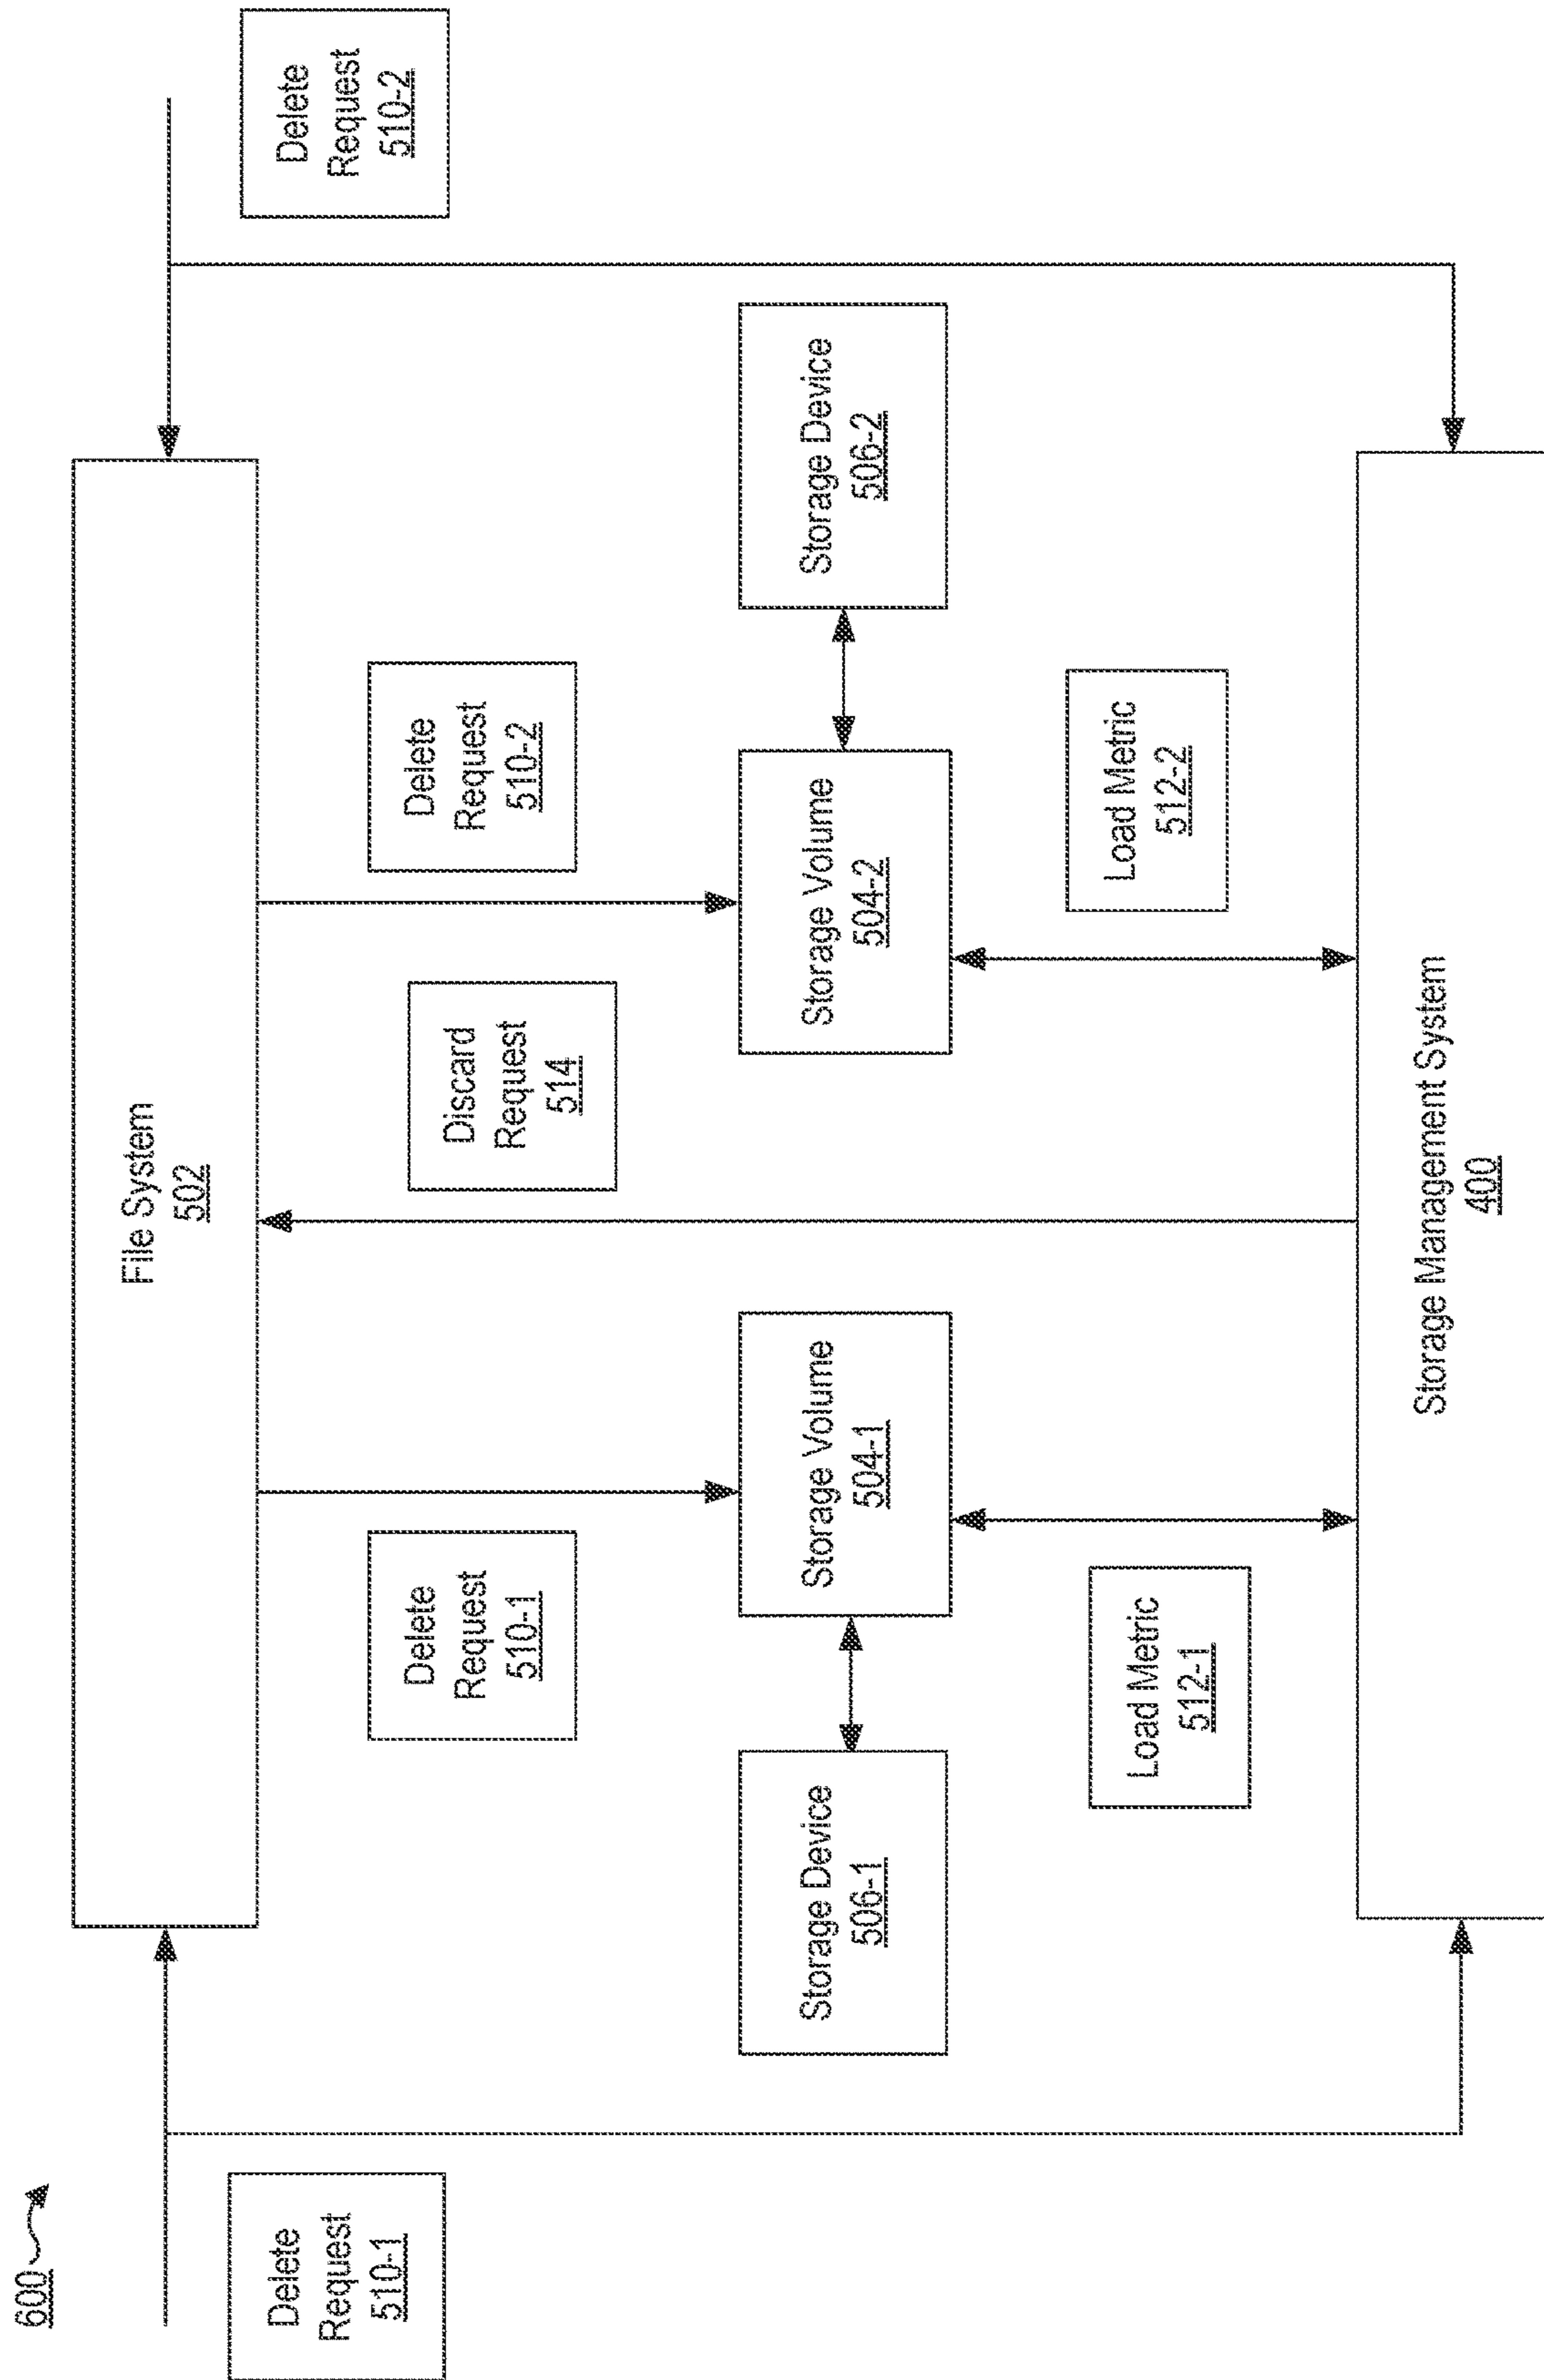 600
Delete
Request
510-1
File System
502
Delete
Request
510-2
Delete
Request
510-1
Discard
Request
514
Delete
Request
510-2
Storage Device
506-1
Storage Volume
504-1
Storage Volume
504-2
Storage Device
506-2
Load Metric
512-1
Load Metric
512-2
Storage Management System
400